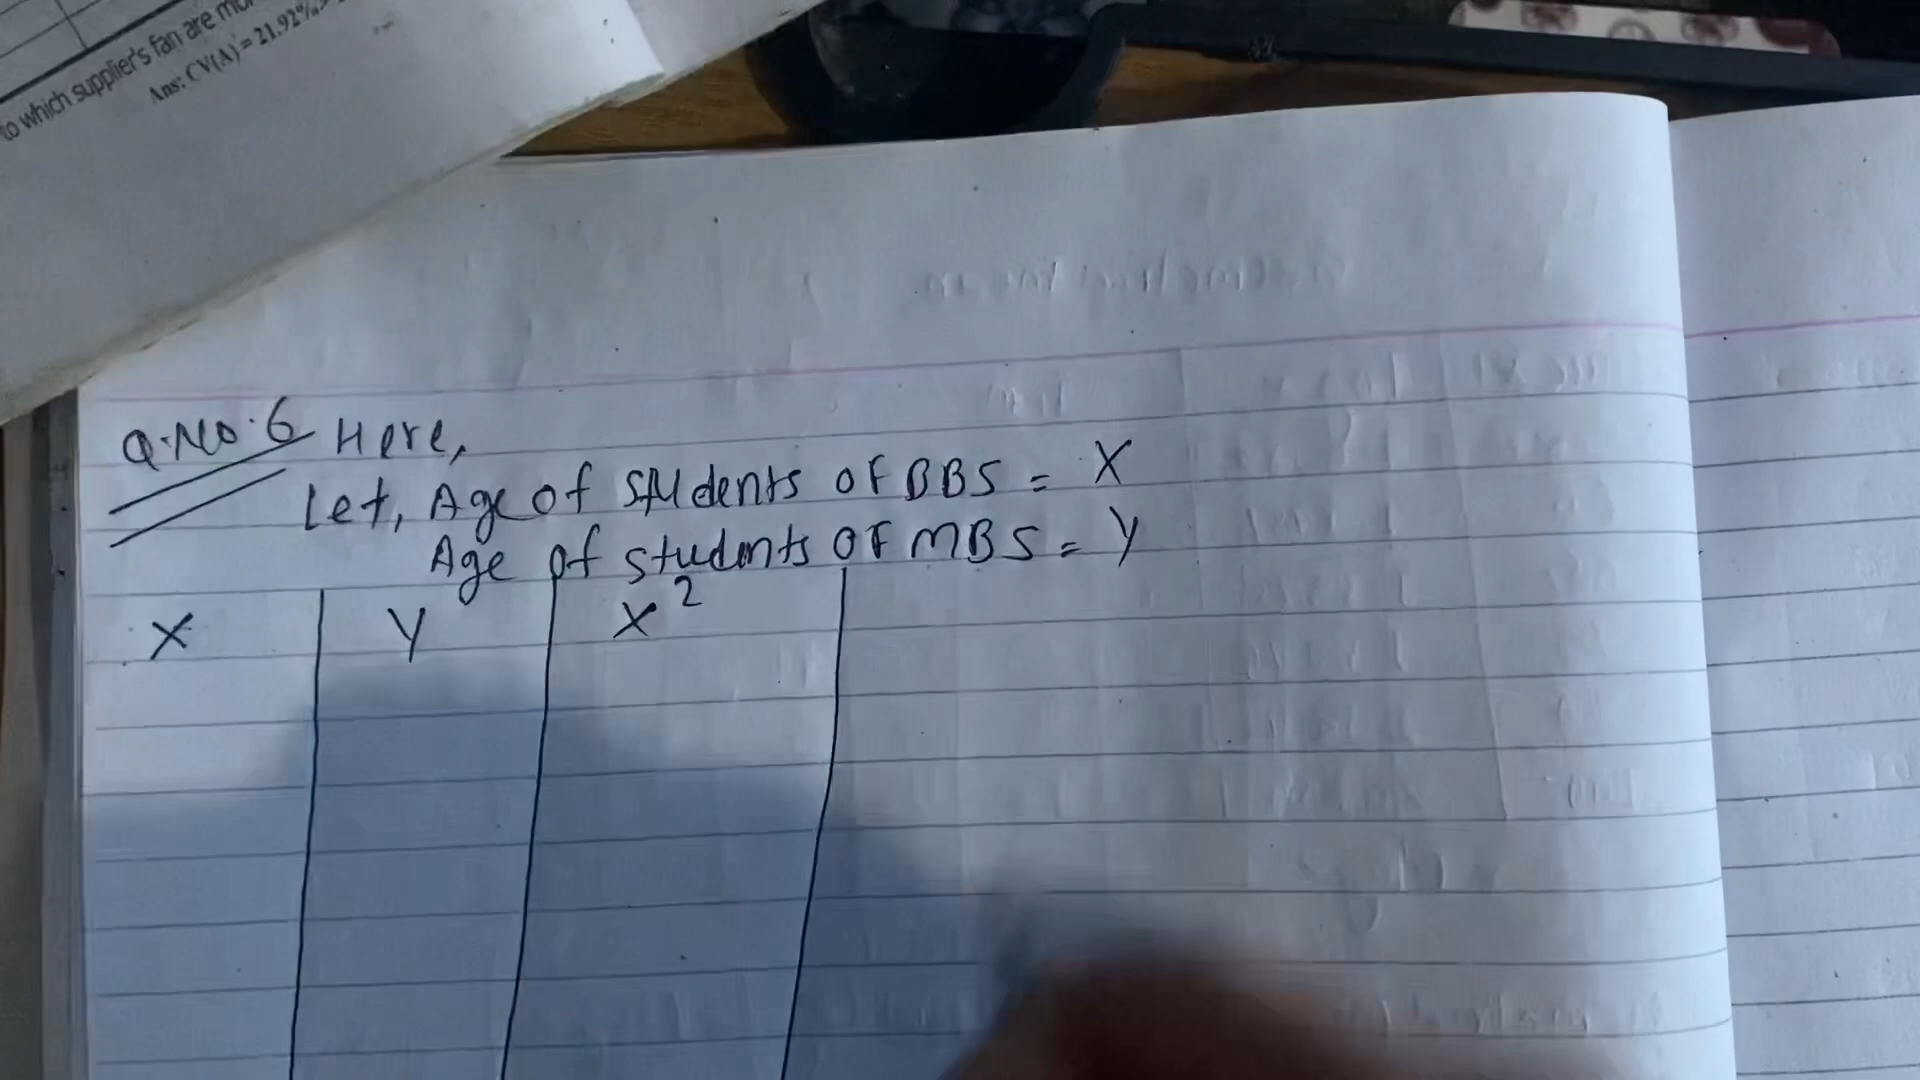 to which supplier's fan are
Ans: CV(A) = 21.92%
Q.No.6 Here,
Let, Age of students of BBS = X
Age of students of MBS = Y
X Y X²